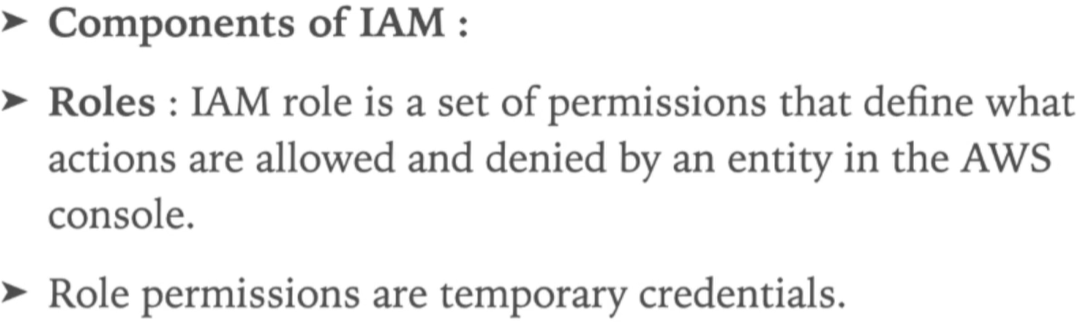 ➤ Components of IAM :
➤ Roles : IAM role is a set of permissions that define what
actions are allowed and denied by an entity in the AWS
console.
➤ Role permissions are temporary credentials.